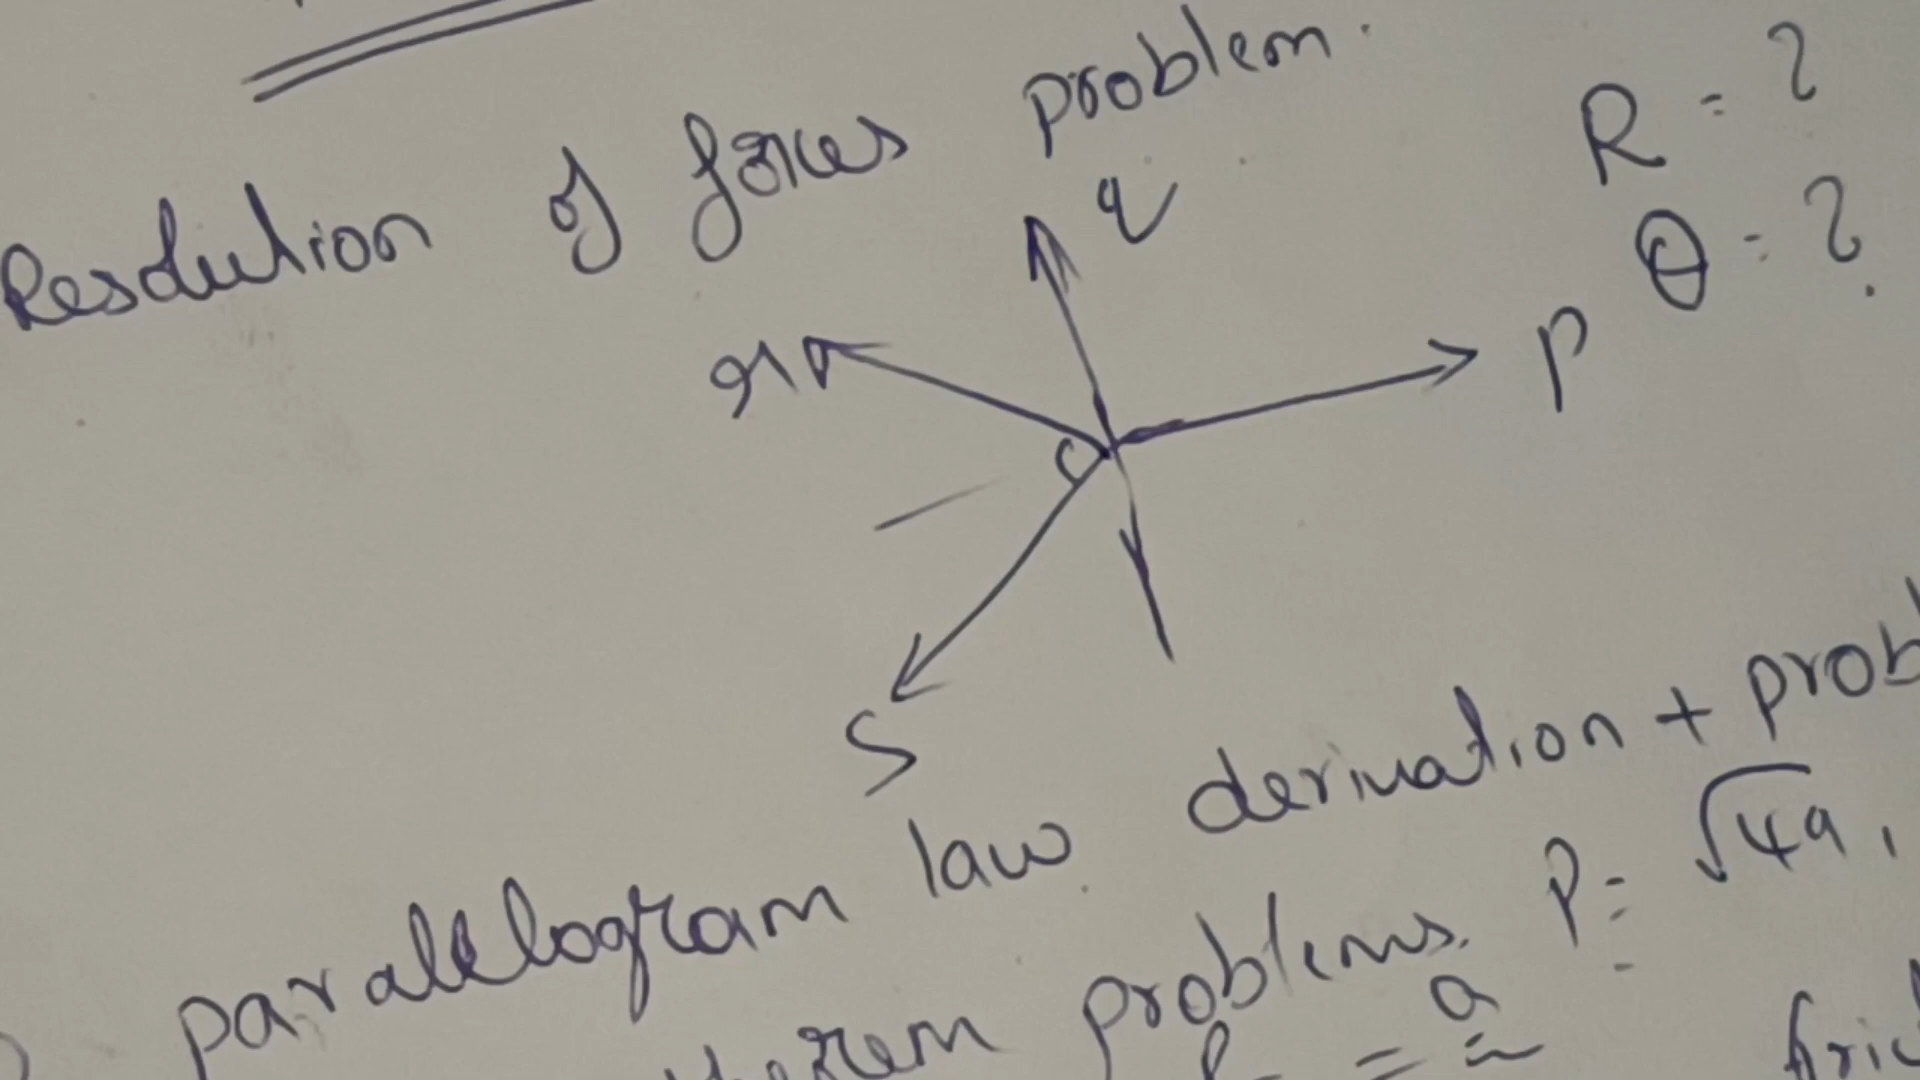 Resolution of forces problem.
R = ?
θ = ?
q
P
r
S
parallelogram law derivation + prob
problems. P = √49,
= a